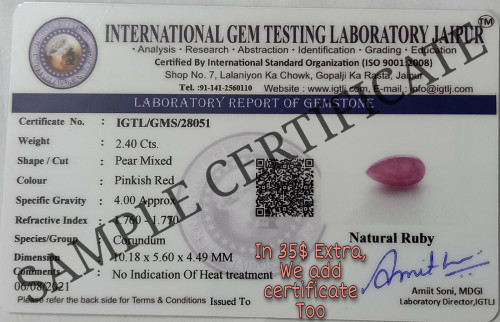 INTERNATIONAL GEM TESTING LABORATORY JAIPUR™
• Analysis • Research • Abstraction • Identification • Grading • Education
Certified By International Standard Organization (ISO 9001:2008)
Shop No. 7, Lalaniyon Ka Chowk, Gopalji Ka Rasta, Jaipur
Tel. :91-141-2560110 www.igtlj.com, E-mail.: info@igtlj.com
LABORATORY REPORT OF GEMSTONE
Certificate No. : IGTL/GMS/28051
Weight : 2.40 Cts.
Shape / Cut : Pear Mixed
Colour : Pinkish Red
Specific Gravity : 4.00 Approx
Refractive Index : 1.760 - 1.770
Species/Group : Corundum
Dimension : 10.18 x 5.60 x 4.49 MM
Comments : No Indication Of Heat treatment
06/08/2021
Please refer back side for Terms & Conditions Issued To
Natural Ruby
Amiit Soni, MDGI
Laboratory Director,IGTLJ
SAMPLE CERTIFICATE
In 35$ Extra,
We add
certificate
Too